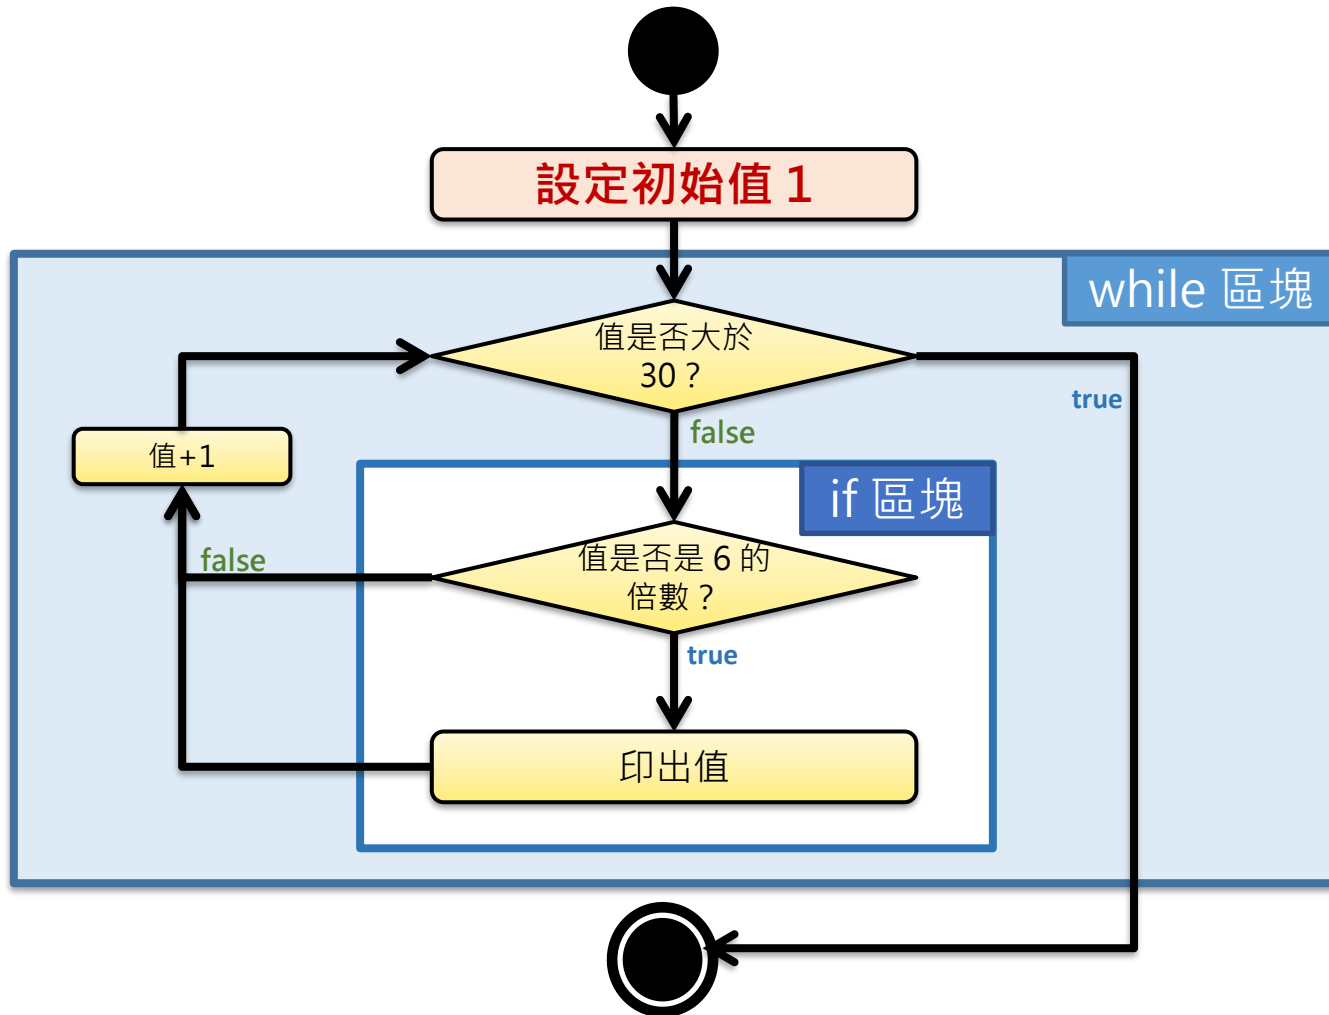 設定初始值 1
while 區塊
值是否大於
30？
true
false
值+1
if 區塊
值是否是 6 的
倍數？
false
true
印出值